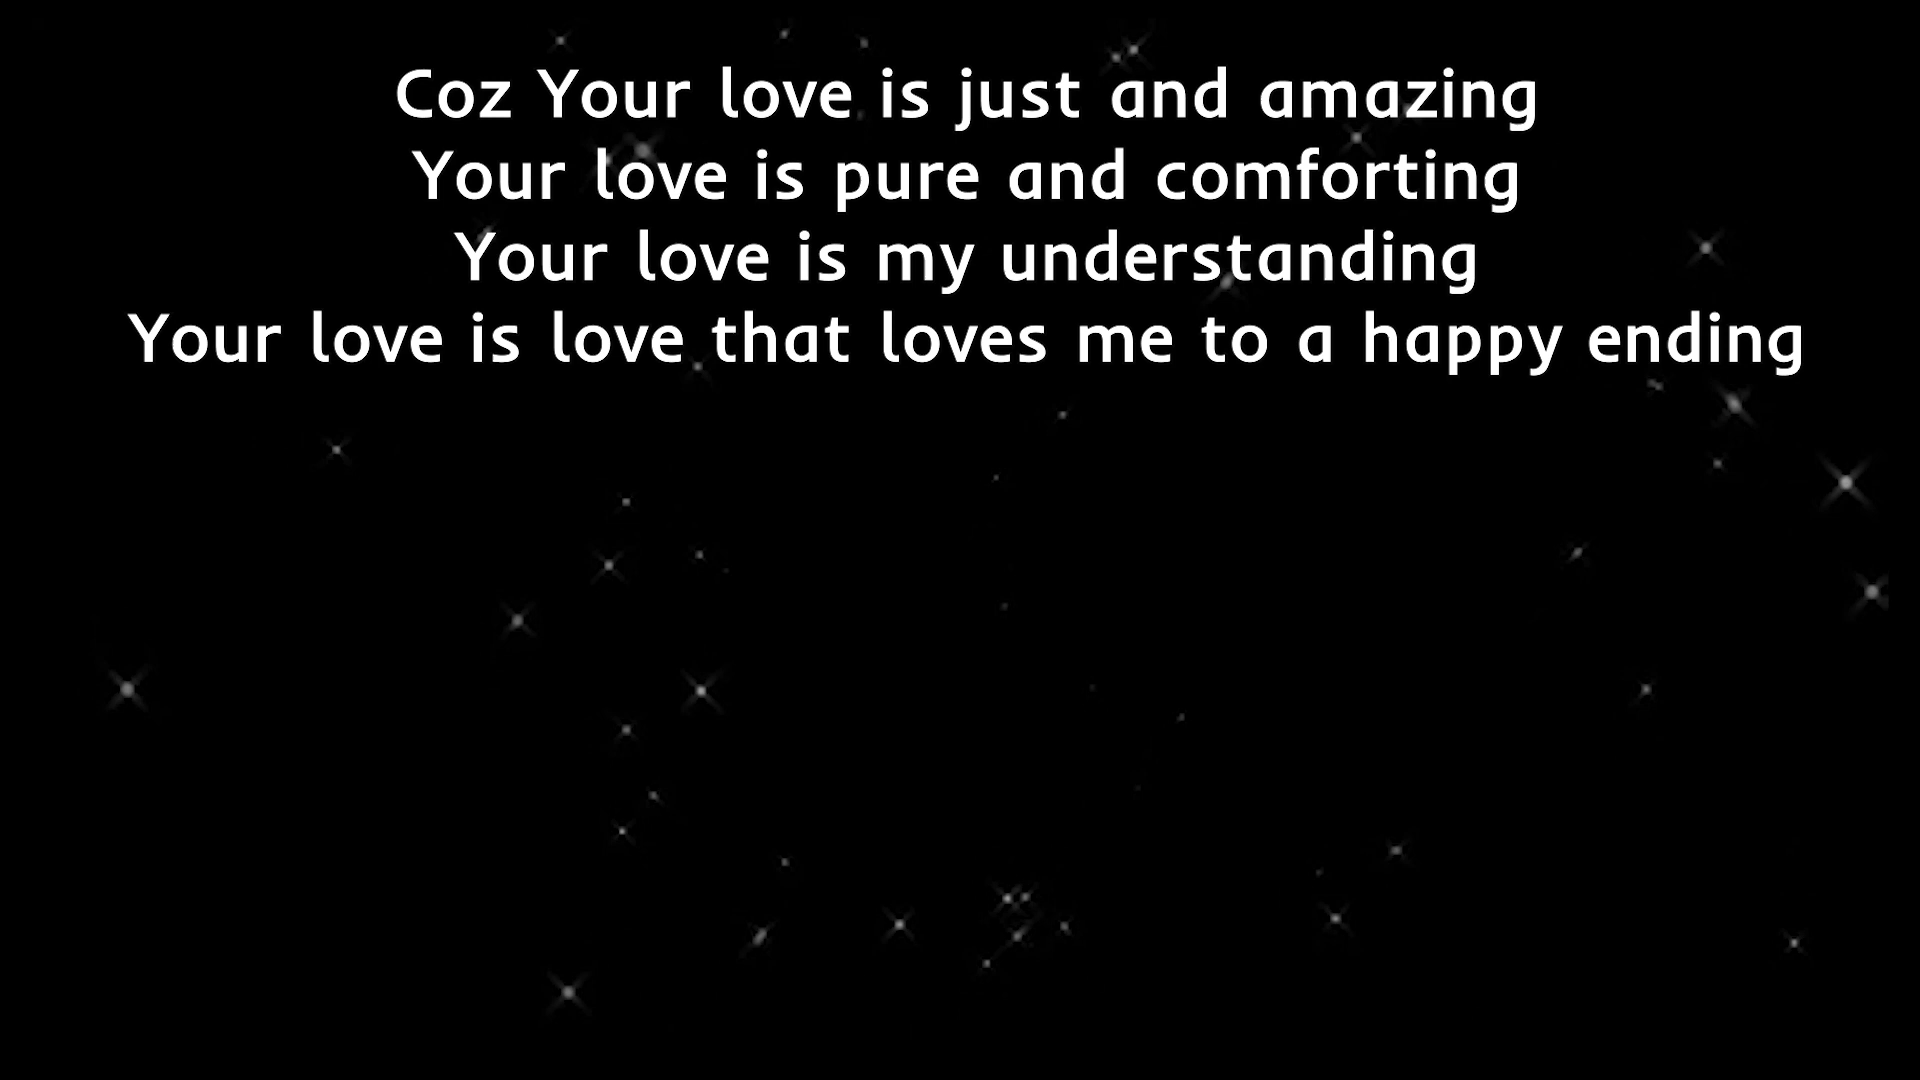 Coz Your love is just and amazing
Your love is pure and comforting
Your love is my understanding
Your love is love that loves me to a happy ending